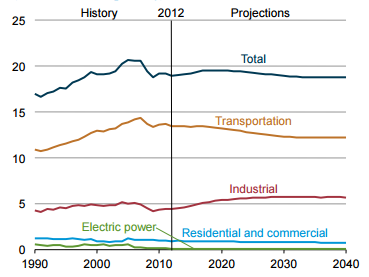 History 2012 Projections
25
20
15
10
5
0
Total
Transportation
Industrial
Electric power
Residential and commercial
1990 2000 2010 2020 2030 2040